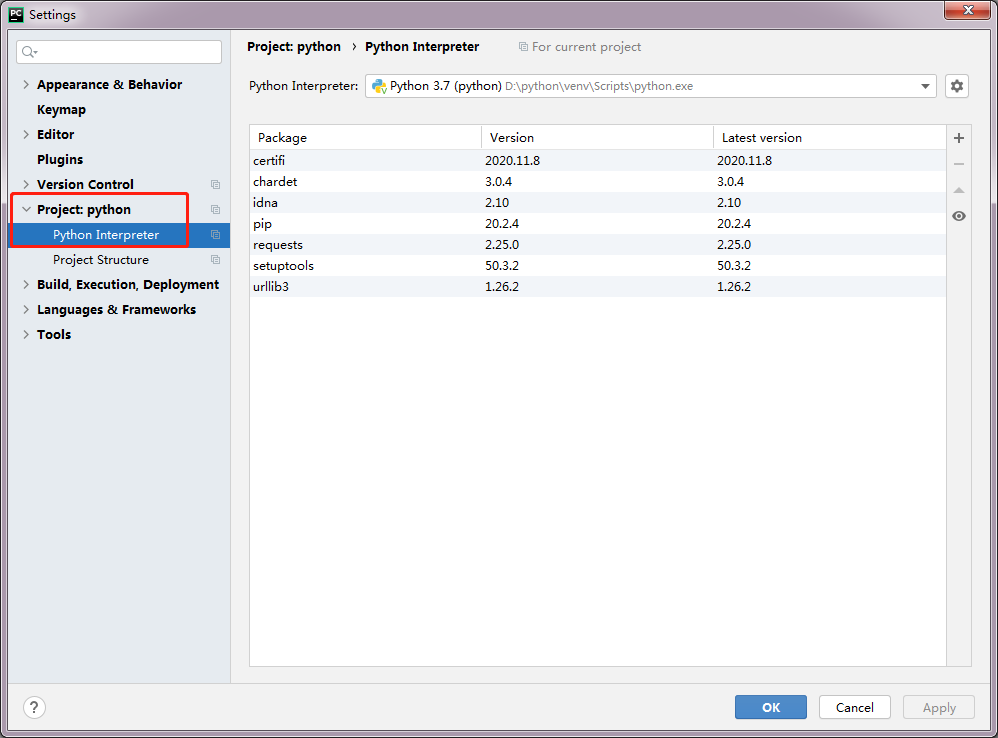 PC Settings
Project: python › Python Interpreter For current project
Appearance & Behavior
Keymap
Editor
Plugins
Version Control
Project: python
Python Interpreter
Project Structure
Build, Execution, Deployment
Languages & Frameworks
Tools
Python Interpreter: Python 3.7 (python) D:\python\venv\Scripts\python.exe
Package Version Latest version
certifi 2020.11.8 2020.11.8
chardet 3.0.4 3.0.4
idna 2.10 2.10
pip 20.2.4 20.2.4
requests 2.25.0 2.25.0
setuptools 50.3.2 50.3.2
urllib3 1.26.2 1.26.2
? OK Cancel Apply